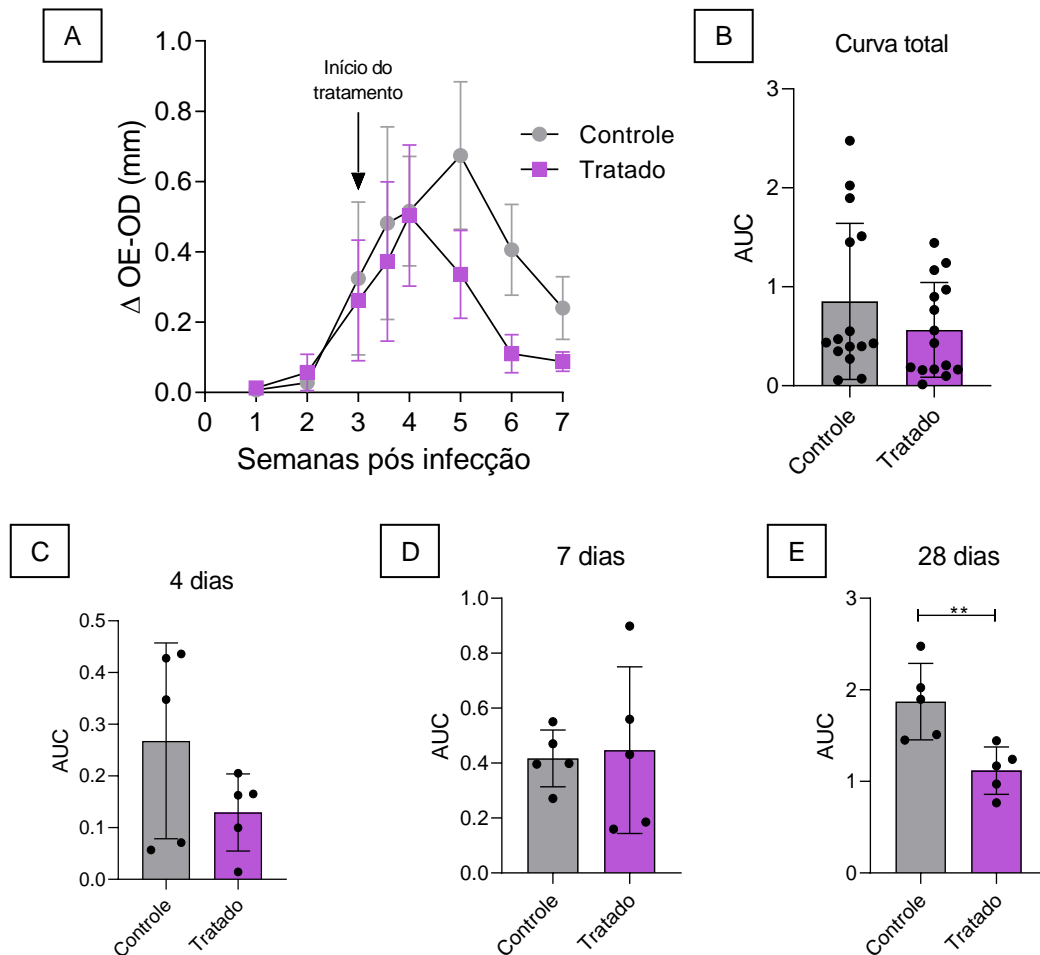 A
Δ OE-OD (mm)
1.0
0.8
0.6
0.4
0.2
0.0
0
1
2
3
4
5
6
7
Semanas pós infecção
Início do
tratamento
Controle
Tratado
B
Curva total
AUC
3
2
1
0
Controle
Tratado
C
4 dias
AUC
0.5
0.4
0.3
0.2
0.1
0.0
Controle
Tratado
D
7 dias
AUC
1.0
0.8
0.6
0.4
0.2
0.0
Controle
Tratado
E
28 dias
AUC
3
2
1
0
**
Controle
Tratado